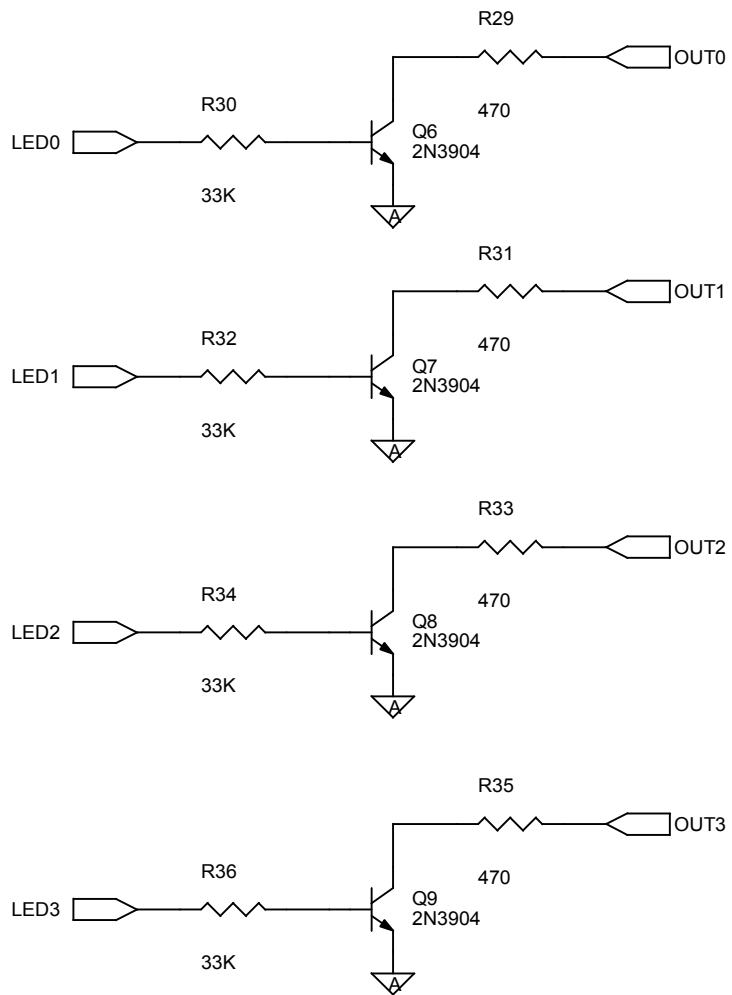 R29
OUT0
470
R30
LED0
33K
Q6
2N3904
A
R31
OUT1
470
R32
LED1
33K
Q7
2N3904
A
R33
OUT2
470
R34
LED2
33K
Q8
2N3904
A
R35
OUT3
470
R36
LED3
33K
Q9
2N3904
A